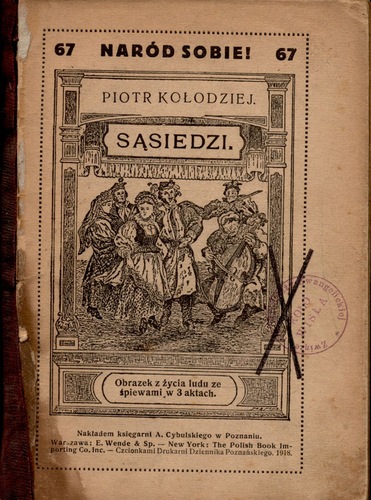 67 NARÓD SOBIE! 67
PIOTR KOŁODZIEJ.
SĄSIEDZI.
Obrazek z życia ludu ze
śpiewami w 3 aktach.
Nakładem księgarni A. Cybulskiego w Poznaniu.
Warszawa: E. Wende & Sp. — New York: The Polish Book Im-
porting Co. Inc. — Czcionkami Drukarni Dziennika Poznańskiego. 1918.